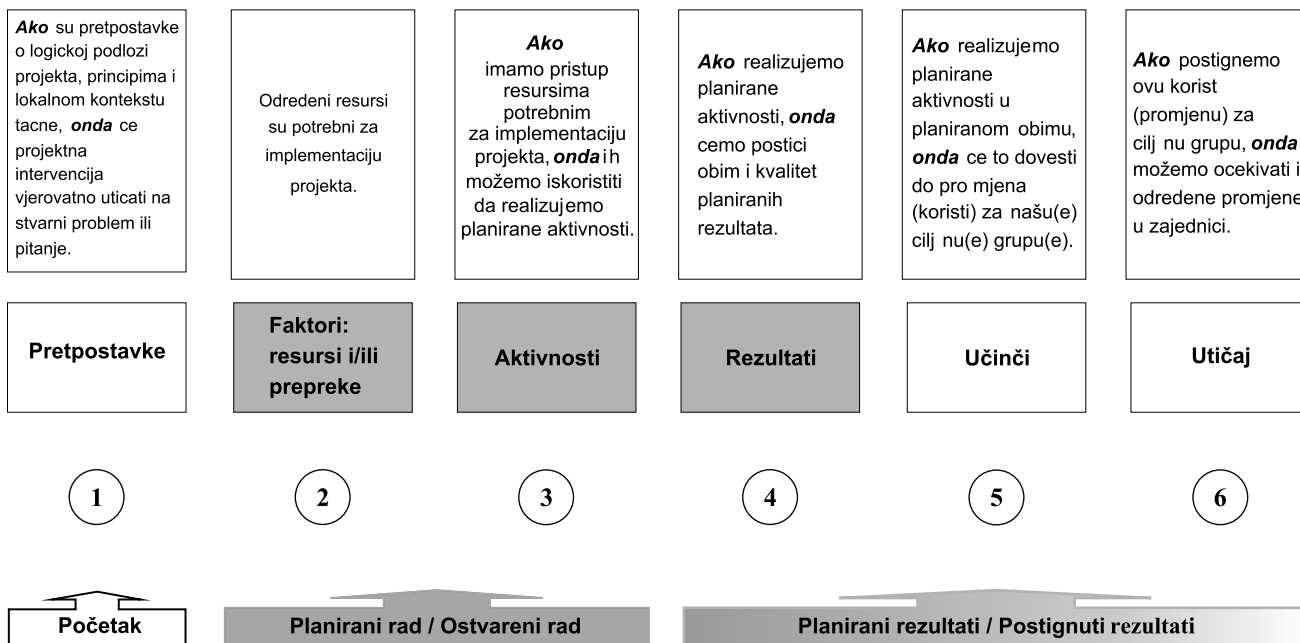 Ako su pretpostavke
o logickoj podlozi
projekta, principima i
lokalnom kontekstu
tacne, onda ce
projektna
intervencija
vjerovatno uticati na
stvarni problem ili
pitanje.
Odredeni resursi
su potrebni za
implementaciju
projekta.
Ako
imamo pristup
resursima
potrebnim
za implementaciju
projekta, onda ih
možemo iskoristiti
da realizujemo
planirane aktivnosti.
Ako realizujemo
planirane
aktivnosti, onda
cemo postici
obim i kvalitet
planiranih
rezultata.
Ako realizujemo
planirane
aktivnosti u
planiranom obimu,
onda ce to dovesti
do pro mjena
(koristi) za našu(e)
cilj nu(e) grupu(e).
Ako postignemo
ovu korist
(promjenu) za
cilj nu grupu, onda
možemo ocekivati i
odredene promjene
u zajednici.
Pretpostavke
Faktori:
resursi i/ili
prepreke
Aktivnosti
Rezultati
Učinči
Utičaj
1
2
3
4
5
6
Početak
Planirani rad / Ostvareni rad
Planirani rezultati / Postignuti rezultati